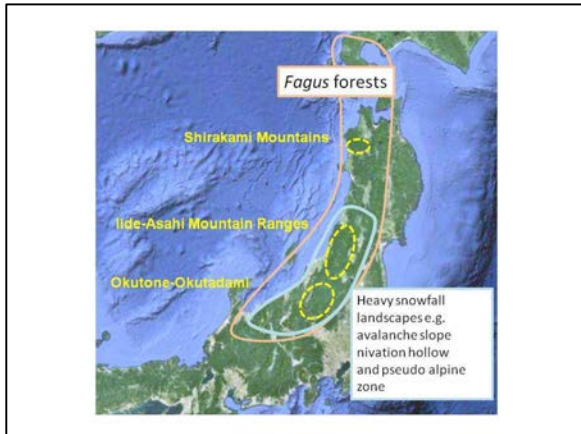 Fagus forests
Shirakami Mountains
Iide-Asahi Mountain Ranges
Okutone-Okutadami
Heavy snowfall
landscapes e.g.
avalanche slope
nivation hollow
and pseudo alpine
zone